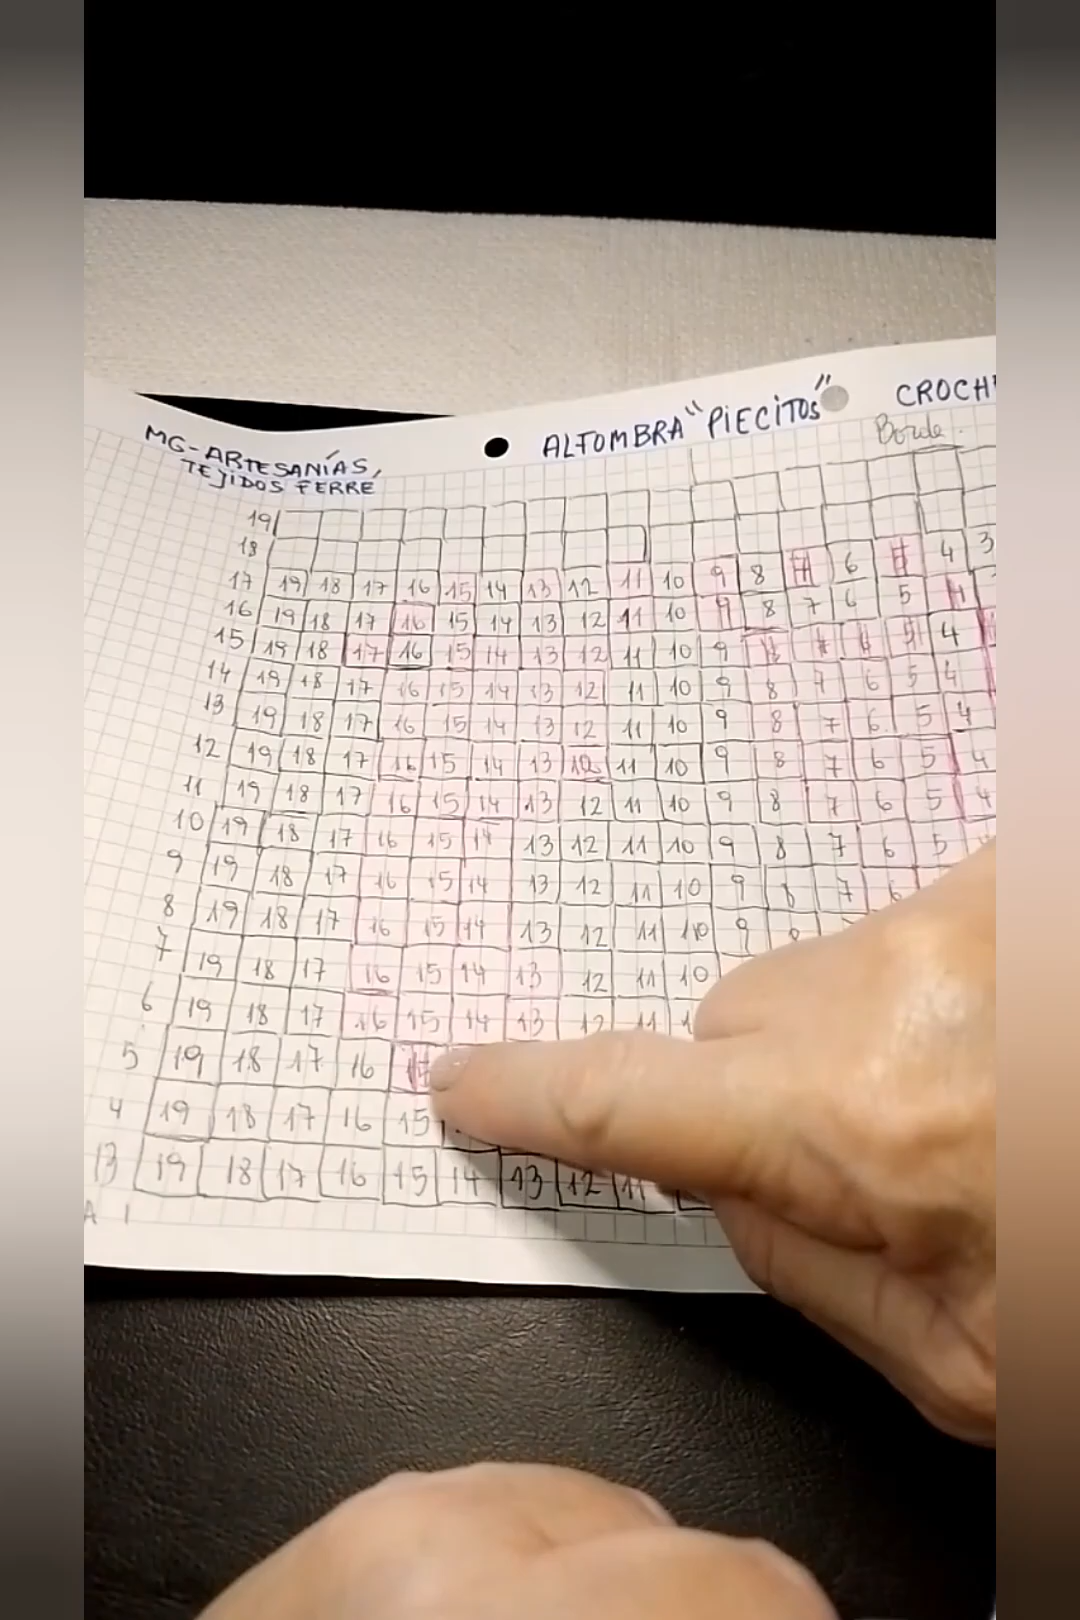 MG-ARTESANÍAS,
TEJIDOS FERRE
ALFOMBRA "PIECITOS"
CROCH
Borde.
19
18
17 19 18 17 16 15 14 13 12 11 10 9 8 6 4 3
16 19 18 17 16 15 14 13 12 11 10 9 8 7 6 5
15 19 18 17 16 15 14 13 12 11 10 9 4
14 19 18 17 16 15 14 13 12 11 10 9 8 7 6 5 4
13 19 18 17 16 15 14 13 12 11 10 9 8 7 6 5 4
12 19 18 17 16 15 14 13 12 11 10 9 8 7 6 5 4
11 19 18 17 16 15 14 13 12 11 10 9 8 7 6 5 4
10 19 18 17 16 15 14 13 12 11 10 9 8 7 6 5
9 19 18 17 16 15 14 13 12 11 10 9 8 7 6
8 19 18 17 16 15 14 13 12 11 10 9
7 19 18 17 16 15 14 13 12 11 10
6 19 18 17 16 15 14 13 12 11
5 19 18 17 16
4 19 18 17 16 15
13 19 18 17 16 15 14 13 12 11
A 1